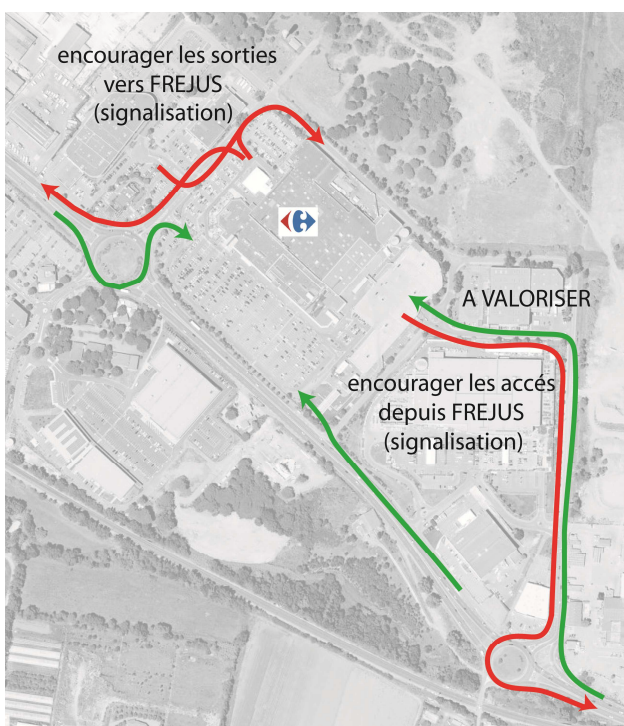 encourager les sorties
vers FREJUS
(signalisation)
A VALORISER
encourager les accés
depuis FREJUS
(signalisation)